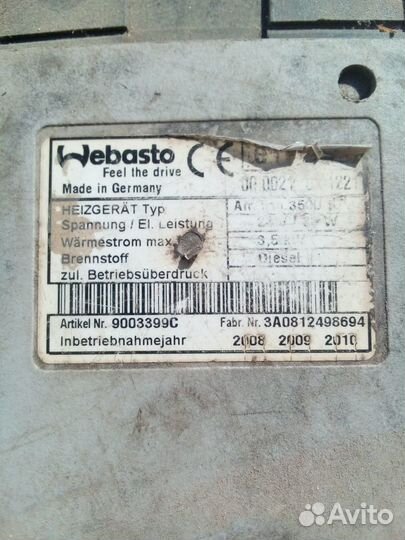 Webasto CE
Feel the drive
Made in Germany
HEIZGERÄT Typ
Spannung / El. Leistung
Wärmestrom max.
Brennstoff Diesel
zul. Betriebsüberdruck
Artikel Nr. 9003399C Fabr. Nr. 3A0812498694
Inbetriebnahmejahr 2008 2009 2010
Avito